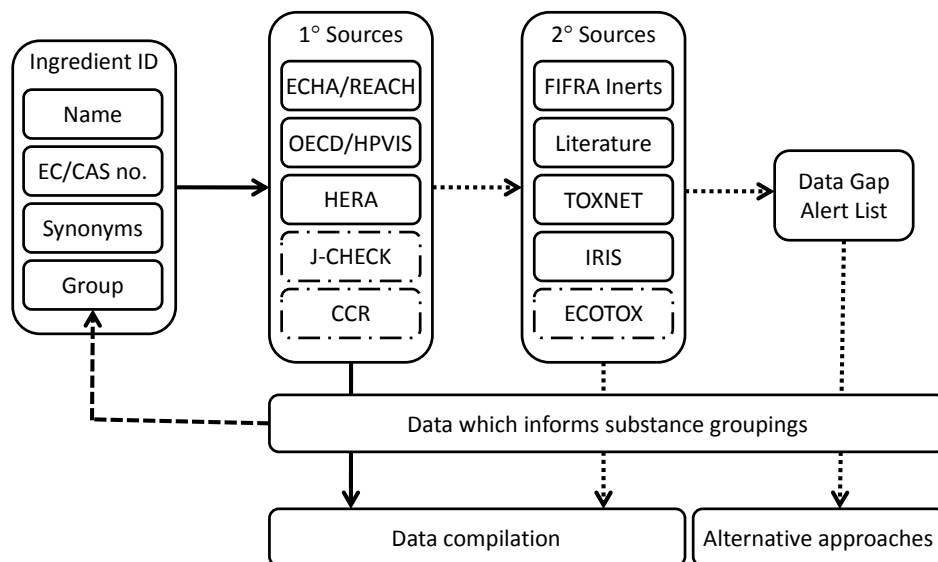 Ingredient ID
Name
EC/CAS no.
Synonyms
Group
1° Sources
ECHA/REACH
OECD/HPVIS
HERA
J-CHECK
CCR
2° Sources
FIFRA Inerts
Literature
TOXNET
IRIS
ECOTOX
Data Gap
Alert List
Data which informs substance groupings
Data compilation
Alternative approaches